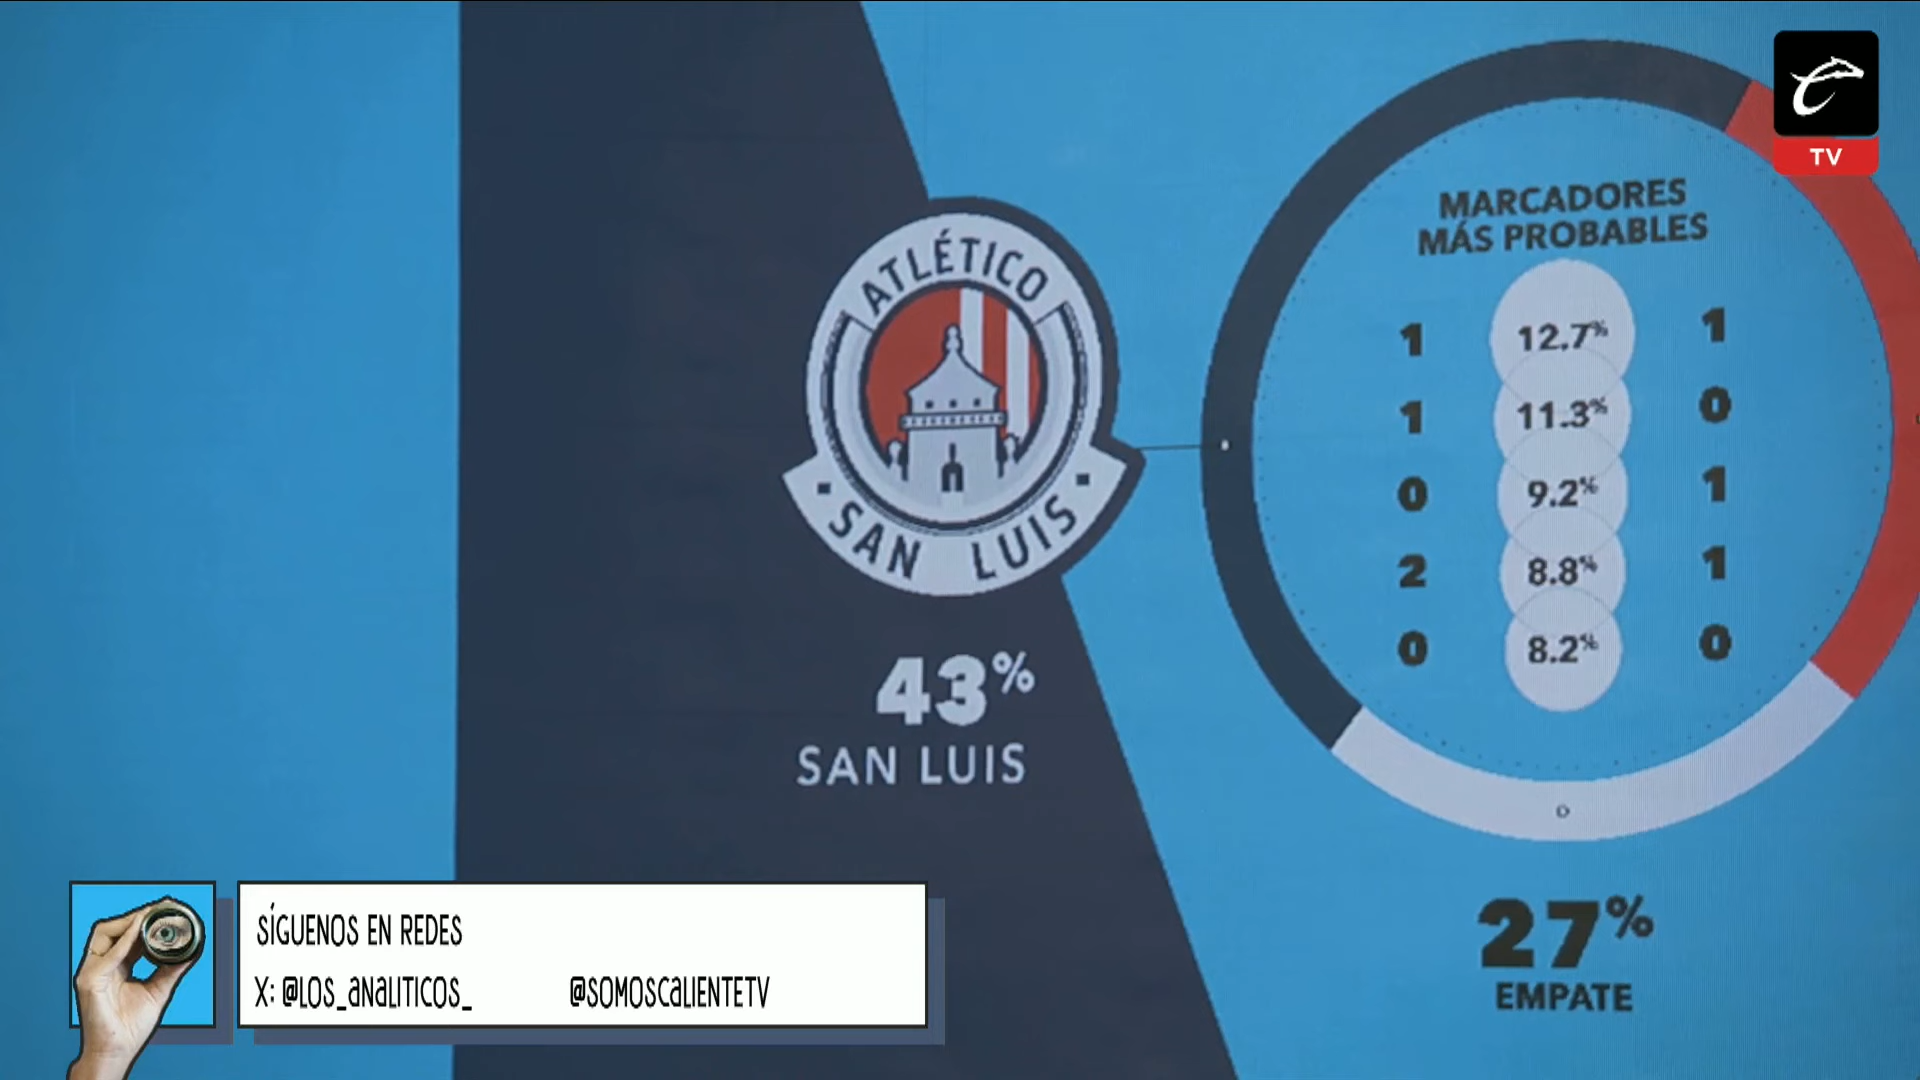 TV
MARCADORES
MÁS PROBABLES
1 12.7% 1
1 11.3% 0
0 9.2% 1
2 8.8% 1
0 8.2% 0
ATLÉTICO
SAN LUIS
43%
SAN LUIS
27%
EMPATE
SÍGUENOS EN REDES
X: @LOS_aNaLITICOS_ @SOMOSCaLIENTETV